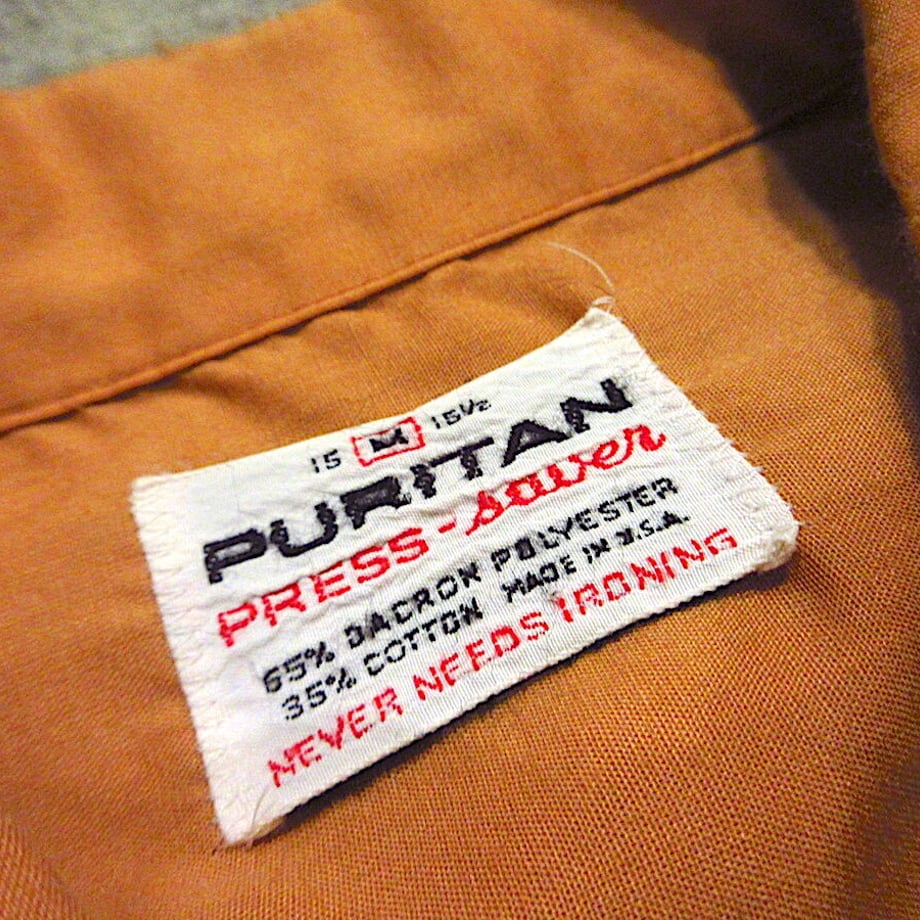 15 M 15½
PURITAN
PRESS-saver
65% DACRON POLYESTER
35% COTTON MADE IN U.S.A.
NEVER NEEDS IRONING